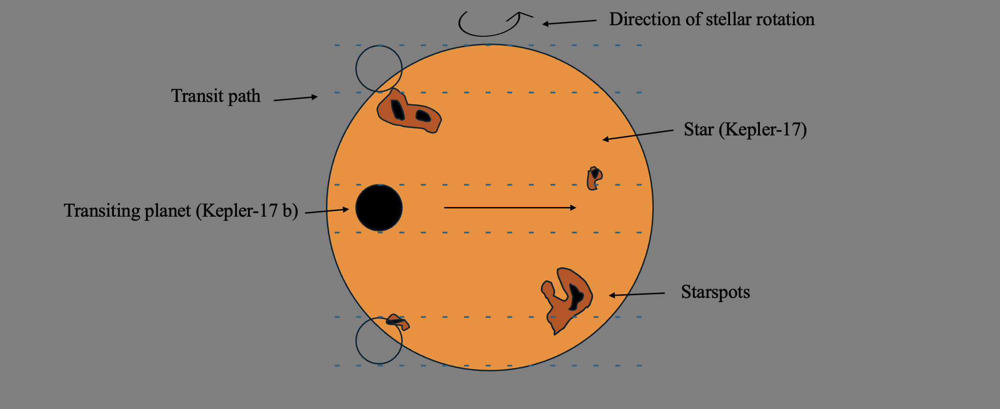 Direction of stellar rotation
Transit path
Star (Kepler-17)
Transiting planet (Kepler-17 b)
Starspots